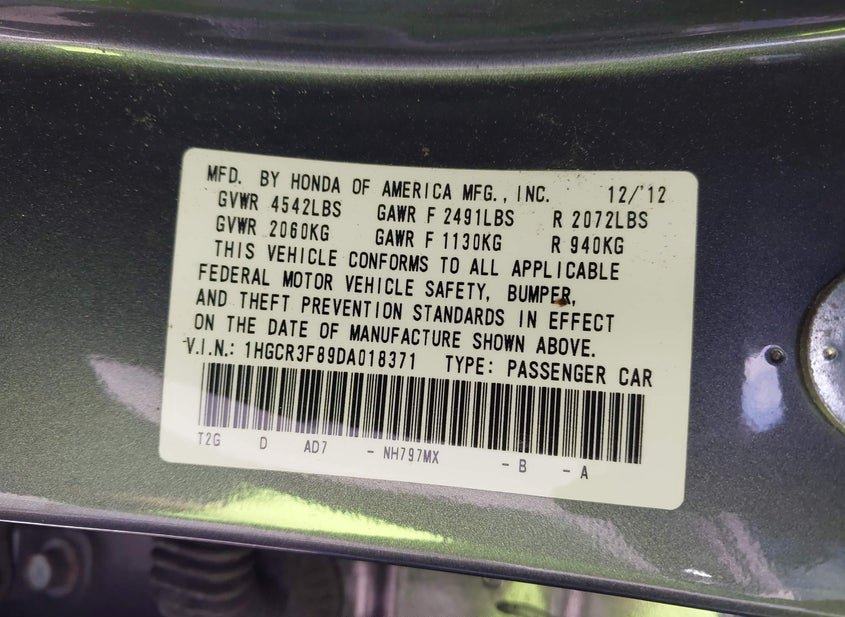 MFD. BY HONDA OF AMERICA MFG., INC. 12/'12
GVWR 4542LBS GAWR F 2491LBS R 2072LBS
GVWR 2060KG GAWR F 1130KG R 940KG
THIS VEHICLE CONFORMS TO ALL APPLICABLE
FEDERAL MOTOR VEHICLE SAFETY, BUMPER,
AND THEFT PREVENTION STANDARDS IN EFFECT
ON THE DATE OF MANUFACTURE SHOWN ABOVE.
V.I.N.: 1HGCR3F89DA018371 TYPE: PASSENGER CAR
T2G D AD7 - NH797MX - B - A